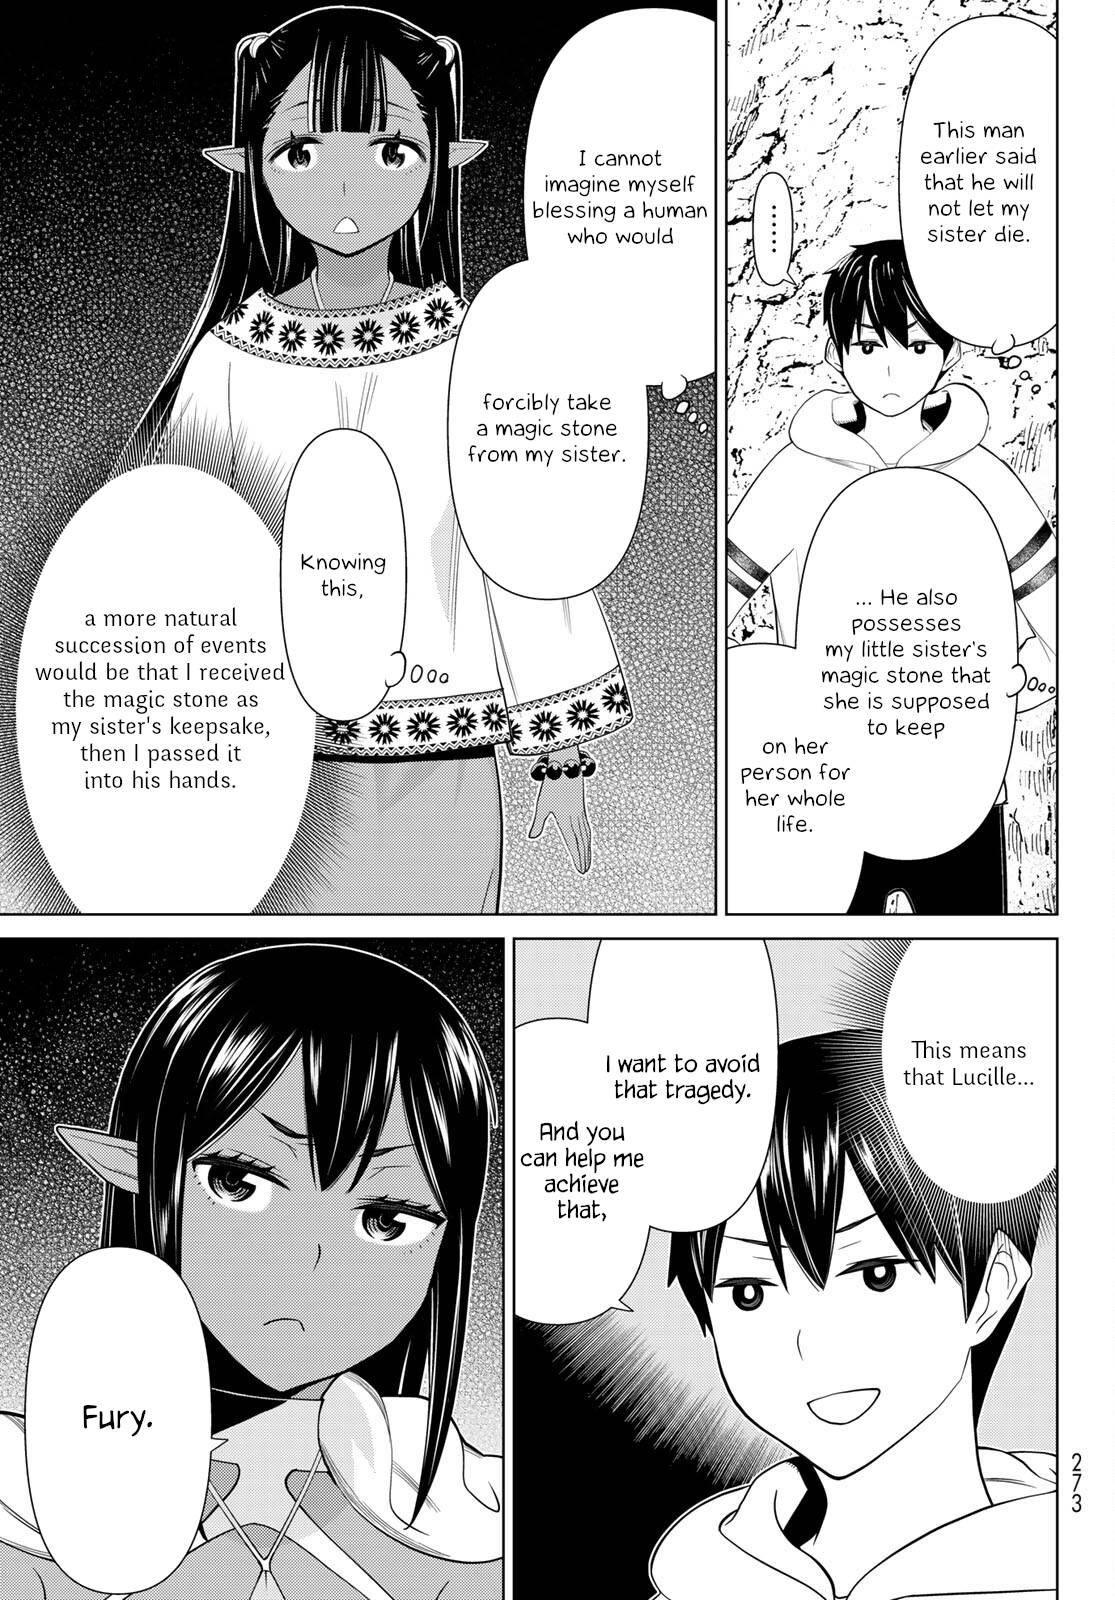 This man
earlier said
that he will
not let my
sister die.
......
... He also
possesses
my little sister's
magic stone that
she is supposed
to keep
on her
person for
her whole
life.
I cannot
imagine myself
blessing a human
who would
forcibly take
a magic stone
from my sister.
Knowing
this,
a more natural
succession of events
would be that I received
the magic stone as
my sister's keepsake,
then I passed it
into his hands.
This means
that Lucille...
I want to avoid
that tragedy.
And you
can help me
achieve
that,
Fury.
273